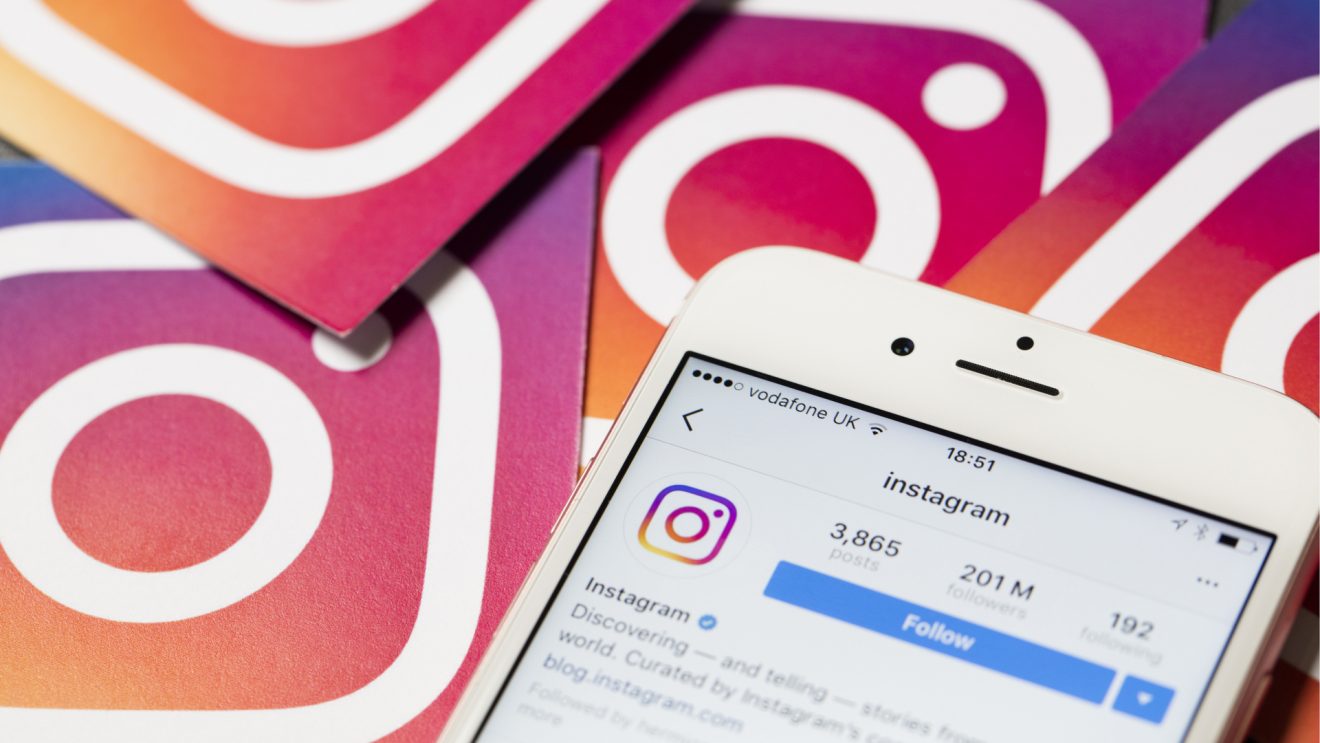 vodafone UK
18:51
instagram
3,865
posts
201 M
followers
192
following
Follow
Instagram
Discovering — and telling — stories from
world. Curated by Instagram's
blog.instagram.com
Followed by
more